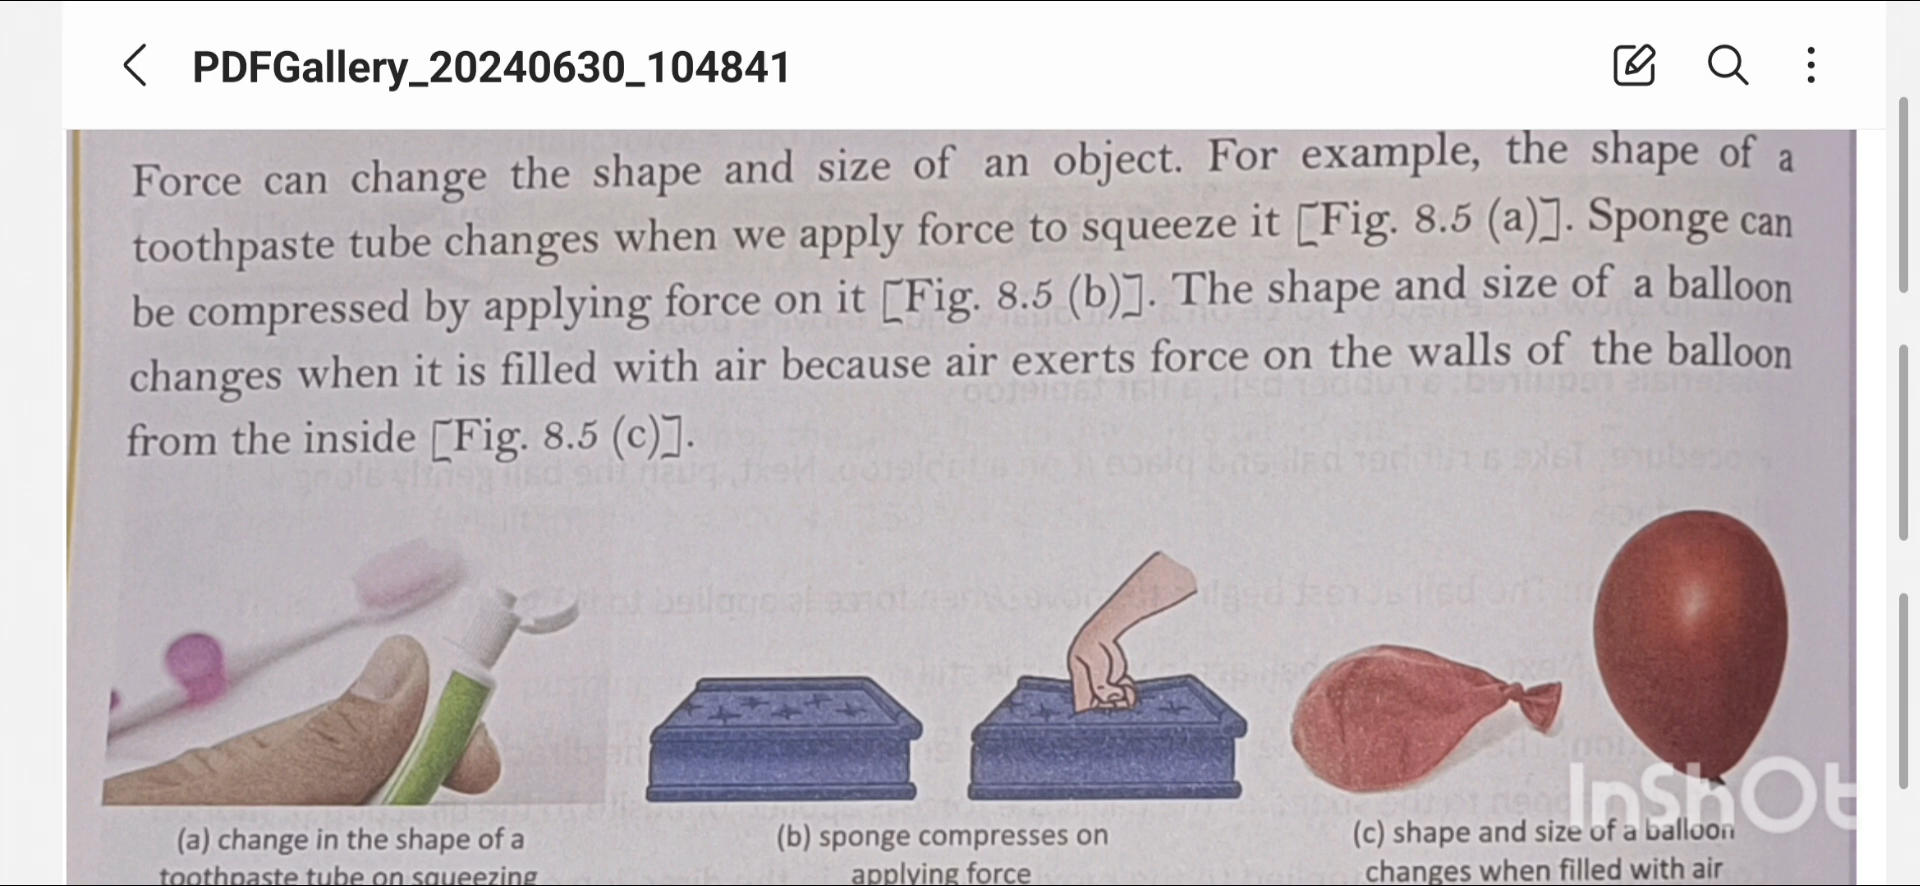 PDFGallery_20240630_104841
Force can change the shape and size of an object. For example, the shape of a
toothpaste tube changes when we apply force to squeeze it [Fig. 8.5 (a)]. Sponge can
be compressed by applying force on it [Fig. 8.5 (b)]. The shape and size of a balloon
changes when it is filled with air because air exerts force on the walls of the balloon
from the inside [Fig. 8.5 (c)].
(a) change in the shape of a
toothpaste tube on squeezing
(b) sponge compresses on
applying force
(c) shape and size of a balloon
changes when filled with air
InShOt